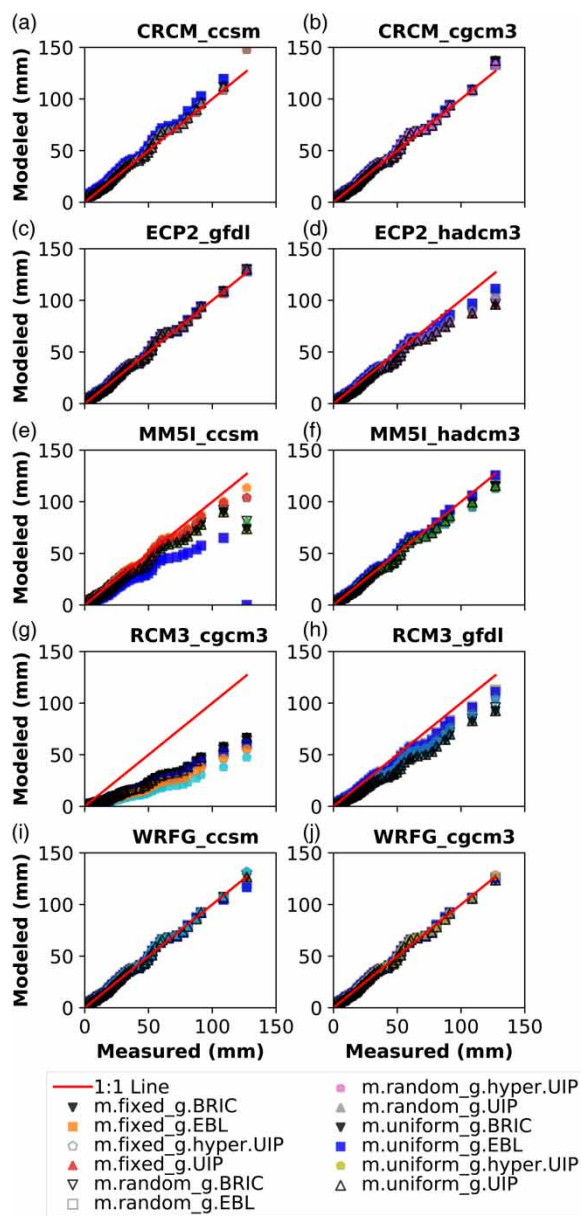 (a) CRCM_ccsm
(b) CRCM_cgcm3
Modeled (mm)
150
100
50
0
(c) ECP2_gfdl
(d) ECP2_hadcm3
Modeled (mm)
150
100
50
0
(e) MM5I_ccsm
(f) MM5I_hadcm3
Modeled (mm)
150
100
50
0
(g) RCM3_cgcm3
(h) RCM3_gfdl
Modeled (mm)
150
100
50
0
(i) WRFG_ccsm
(j) WRFG_cgcm3
Modeled (mm)
150
100
50
0
0 50 100 150 0 50 100 150
Measured (mm) Measured (mm)
1:1 Line
m.fixed_g.BRIC
m.fixed_g.EBL
m.fixed_g.hyper.UIP
m.fixed_g.UIP
m.random_g.BRIC
m.random_g.EBL
m.random_g.hyper.UIP
m.random_g.UIP
m.uniform_g.BRIC
m.uniform_g.EBL
m.uniform_g.hyper.UIP
m.uniform_g.UIP